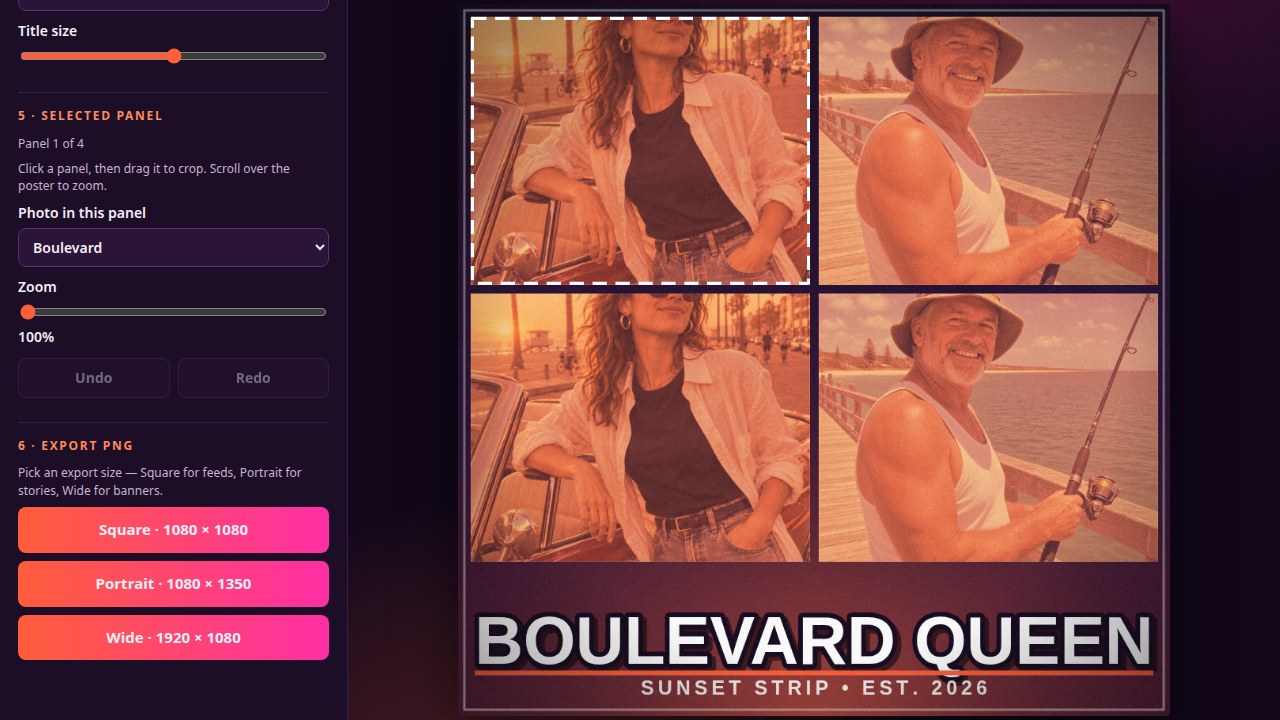 Title size
5 · SELECTED PANEL
Panel 1 of 4
Click a panel, then drag it to crop. Scroll over the
poster to zoom.
Photo in this panel
Boulevard
Zoom
100%
Undo Redo
6 · EXPORT PNG
Pick an export size — Square for feeds, Portrait for
stories, Wide for banners.
Square · 1080 × 1080
Portrait · 1080 × 1350
Wide · 1920 × 1080
BOULEVARD QUEEN
SUNSET STRIP • EST. 2026